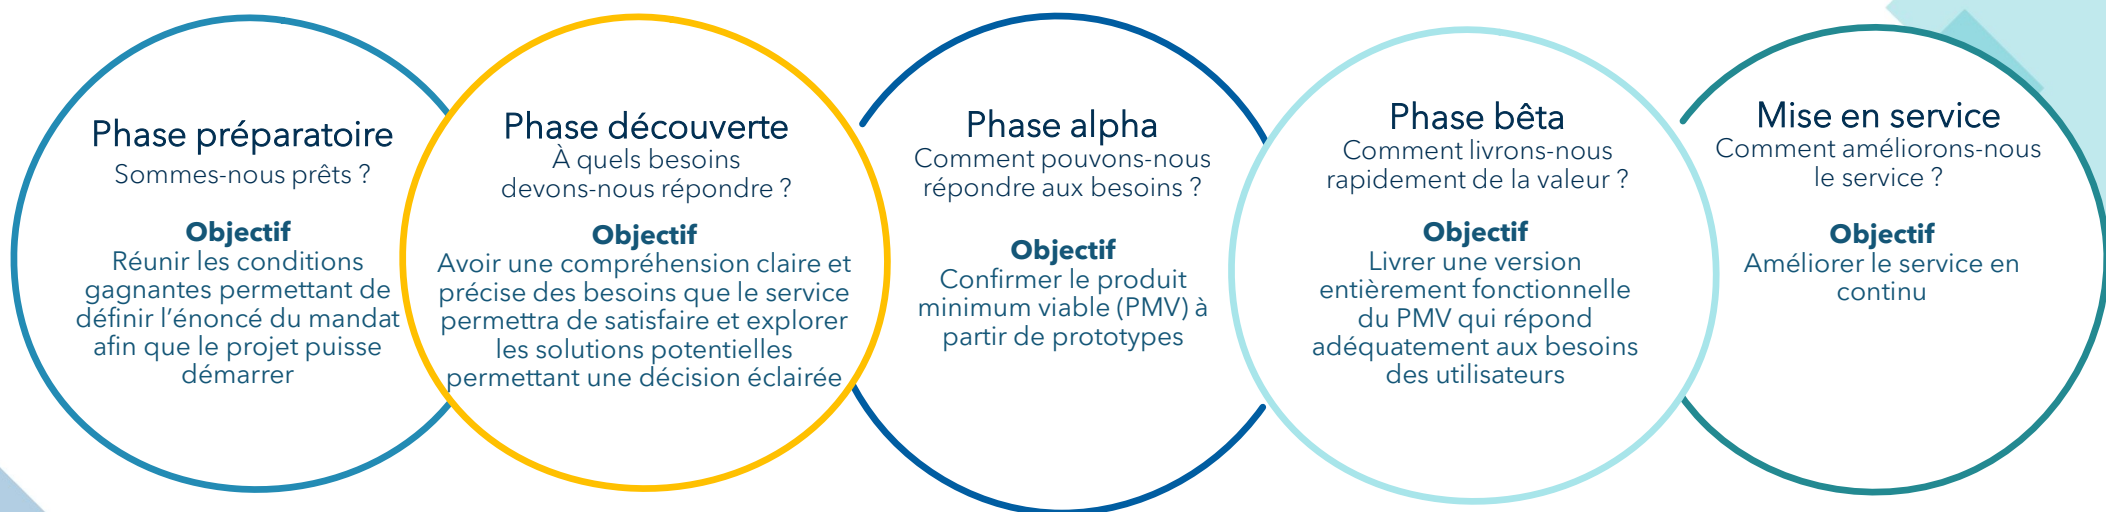 Phase préparatoire
Sommes-nous prêts ?
Objectif
Réunir les conditions
gagnantes permettant de
définir l'énoncé du mandat
afin que le projet puisse
démarrer
Phase découverte
À quels besoins
devons-nous répondre ?
Objectif
Avoir une compréhension claire et
précise des besoins que le service
permettra de satisfaire et explorer
les solutions potentielles
permettant une décision éclairée
Phase alpha
Comment pouvons-nous
répondre aux besoins ?
Objectif
Confirmer le produit
minimum viable (PMV) à
partir de prototypes
Phase bêta
Comment livrons-nous
rapidement de la valeur ?
Objectif
Livrer une version
entièrement fonctionnelle
du PMV qui répond
adéquatement aux besoins
des utilisateurs
Mise en service
Comment améliorons-nous
le service ?
Objectif
Améliorer le service en
continu